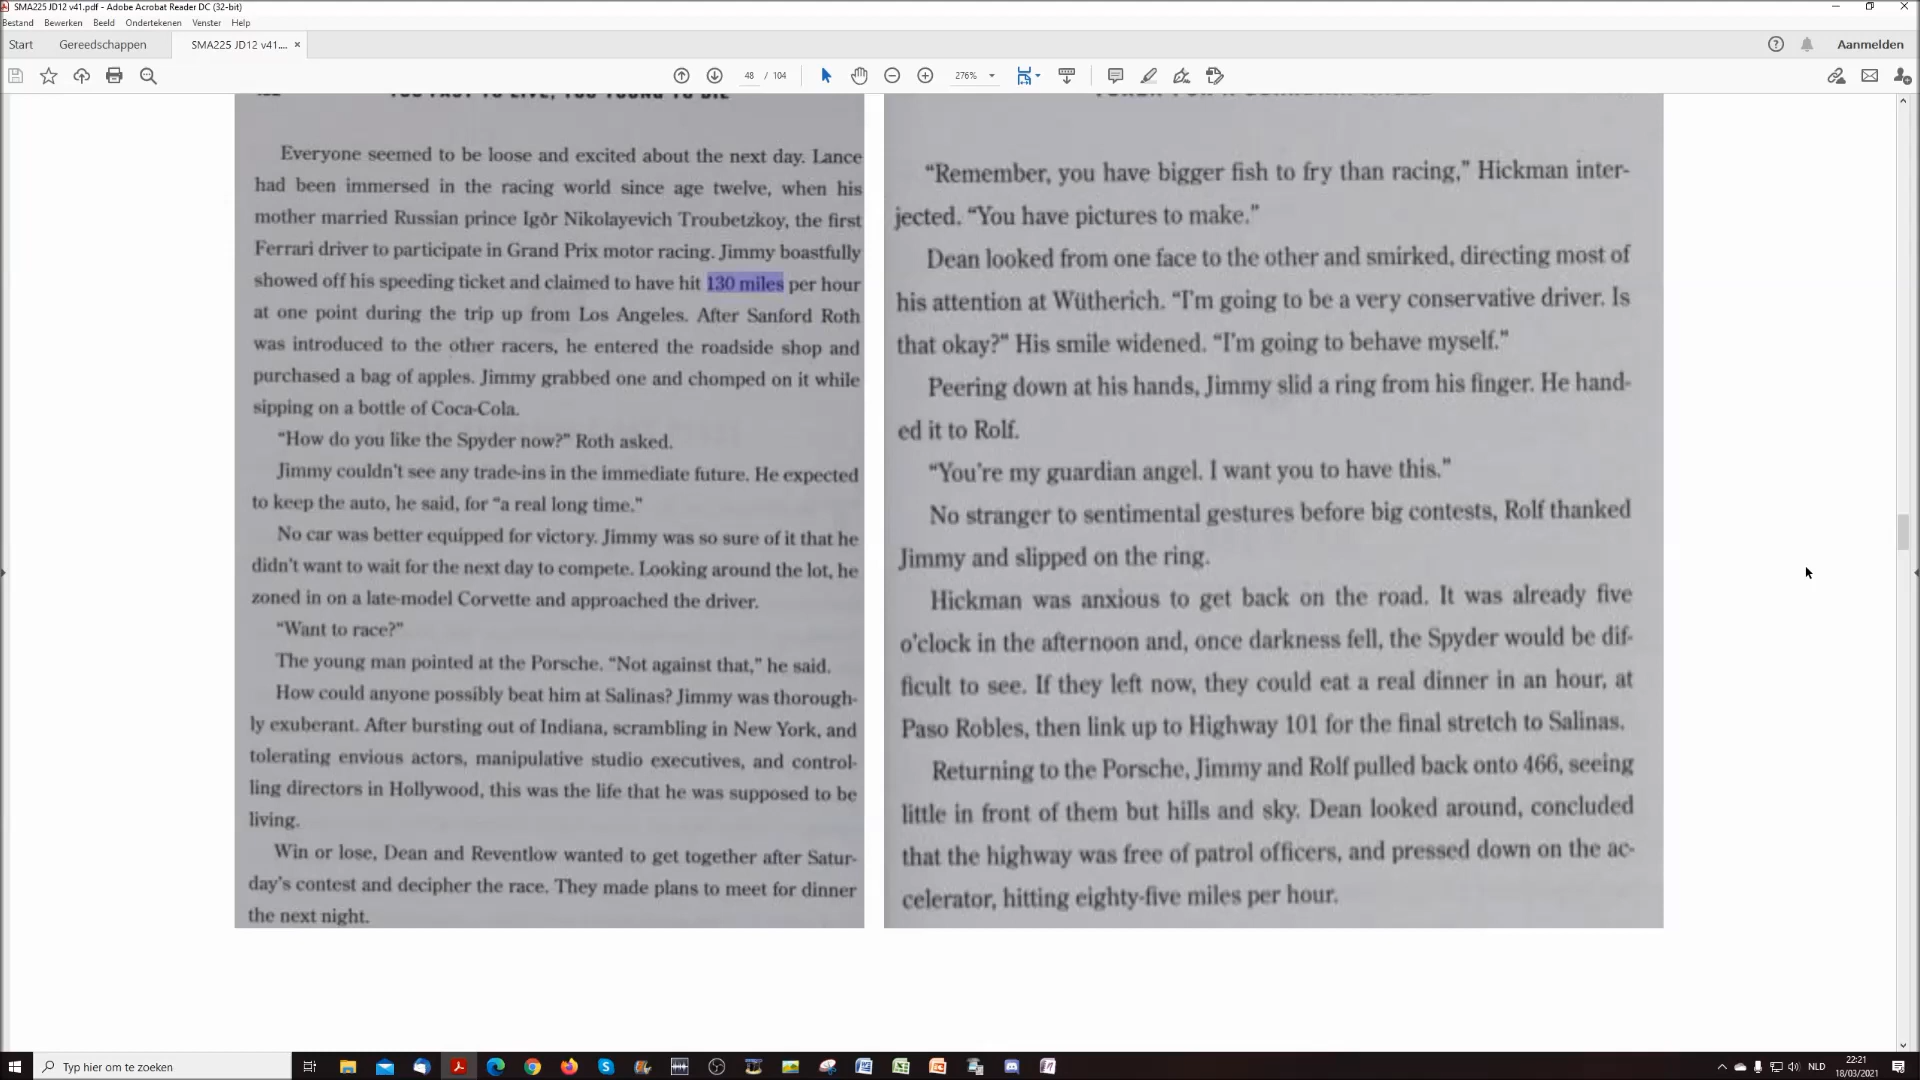 SMA225 JD12 v41.pdf - Adobe Acrobat Reader DC (32-bit)
Bestand Bewerken Beeld Ondertekenen Venster Help
Start Gereedschappen SMA225 JD12 v41.... × Aanmelden
48 / 104 276%
TOO FAST TO LIVE, TOO YOUNG TO DIE
Everyone seemed to be loose and excited about the next day. Lance
had been immersed in the racing world since age twelve, when his
mother married Russian prince Igôr Nikolayevich Troubetzkoy, the first
Ferrari driver to participate in Grand Prix motor racing. Jimmy boastfully
showed off his speeding ticket and claimed to have hit 130 miles per hour
at one point during the trip up from Los Angeles. After Sanford Roth
was introduced to the other racers, he entered the roadside shop and
purchased a bag of apples. Jimmy grabbed one and chomped on it while
sipping on a bottle of Coca-Cola.
“How do you like the Spyder now?” Roth asked.
Jimmy couldn’t see any trade-ins in the immediate future. He expected
to keep the auto, he said, for “a real long time.”
No car was better equipped for victory. Jimmy was so sure of it that he
didn’t want to wait for the next day to compete. Looking around the lot, he
zoned in on a late-model Corvette and approached the driver.
“Want to race?”
The young man pointed at the Porsche. “Not against that,” he said.
How could anyone possibly beat him at Salinas? Jimmy was thorough-
ly exuberant. After bursting out of Indiana, scrambling in New York, and
tolerating envious actors, manipulative studio executives, and control-
ling directors in Hollywood, this was the life that he was supposed to be
living.
Win or lose, Dean and Reventlow wanted to get together after Satur-
day’s contest and decipher the race. They made plans to meet for dinner
the next night.
“Remember, you have bigger fish to fry than racing,” Hickman inter-
jected. “You have pictures to make.”
Dean looked from one face to the other and smirked, directing most of
his attention at Wütherich. “I’m going to be a very conservative driver. Is
that okay?” His smile widened. “I’m going to behave myself.”
Peering down at his hands, Jimmy slid a ring from his finger. He hand-
ed it to Rolf.
“You’re my guardian angel. I want you to have this.”
No stranger to sentimental gestures before big contests, Rolf thanked
Jimmy and slipped on the ring.
Hickman was anxious to get back on the road. It was already five
o’clock in the afternoon and, once darkness fell, the Spyder would be dif-
ficult to see. If they left now, they could eat a real dinner in an hour, at
Paso Robles, then link up to Highway 101 for the final stretch to Salinas.
Returning to the Porsche, Jimmy and Rolf pulled back onto 466, seeing
little in front of them but hills and sky. Dean looked around, concluded
that the highway was free of patrol officers, and pressed down on the ac-
celerator, hitting eighty-five miles per hour.
Typ hier om te zoeken
NLD
22:21
18/03/2021